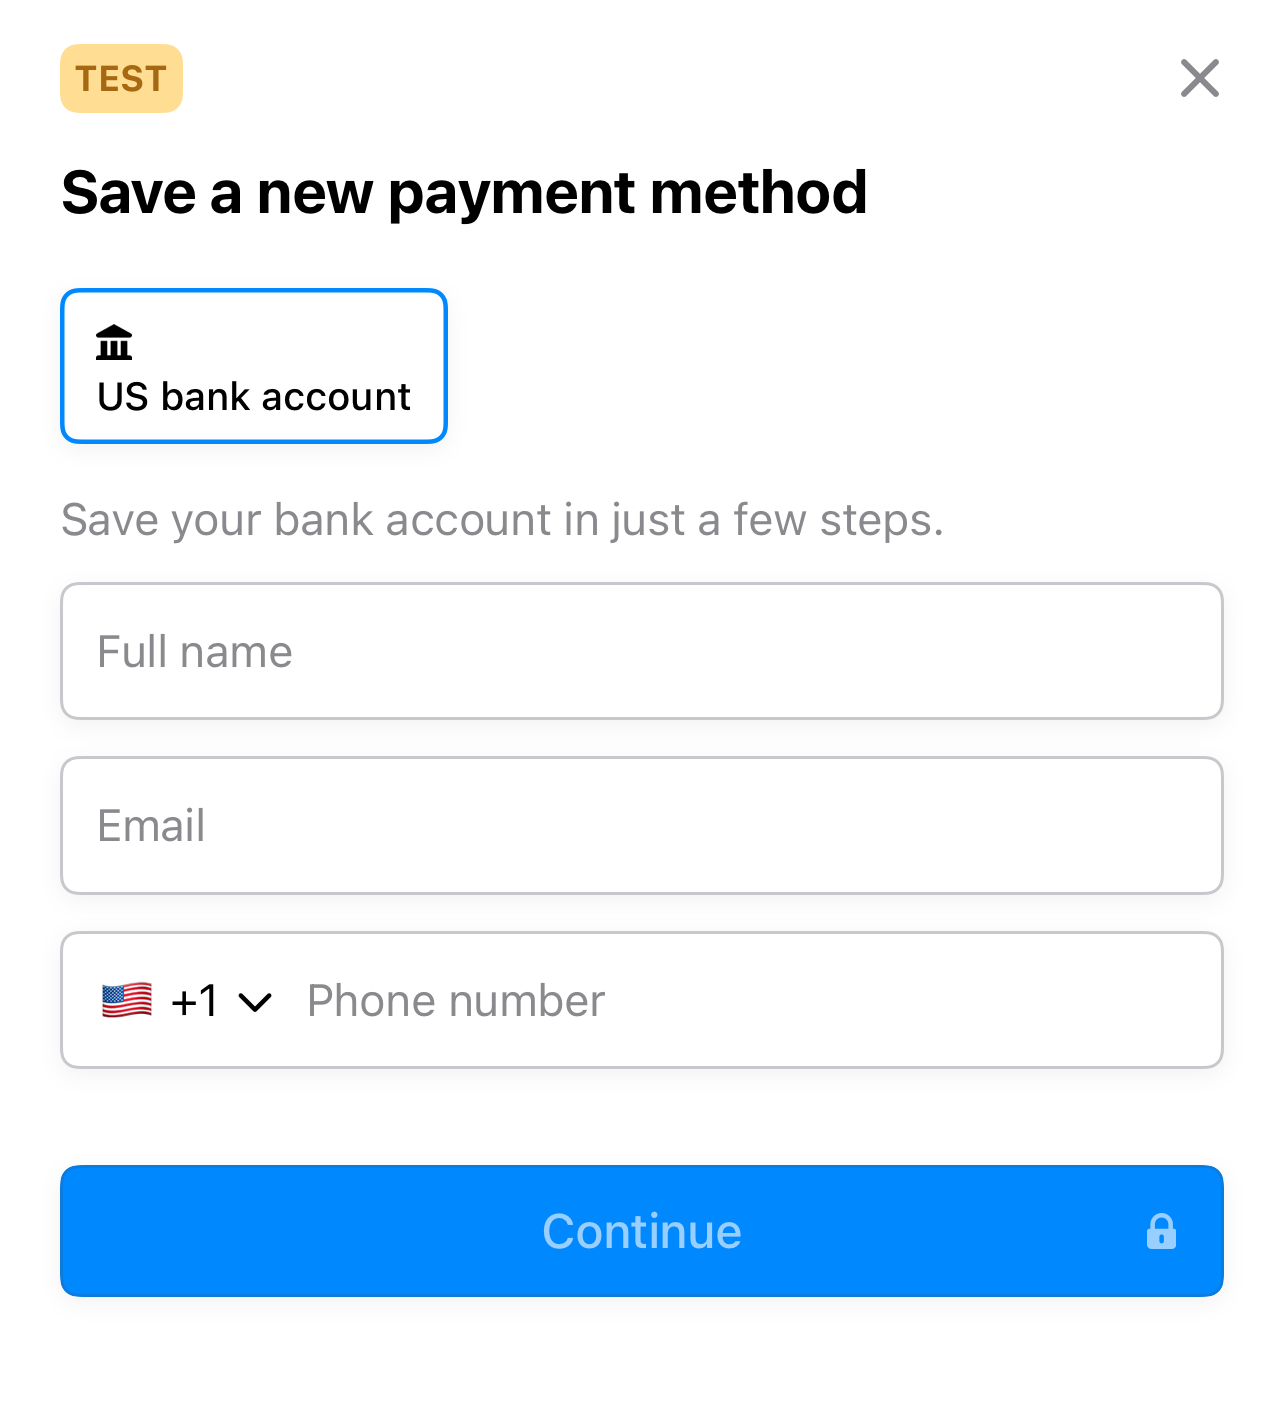 TEST
Save a new payment method
US bank account
Save your bank account in just a few steps.
Full name
Email
+1 Phone number
Continue